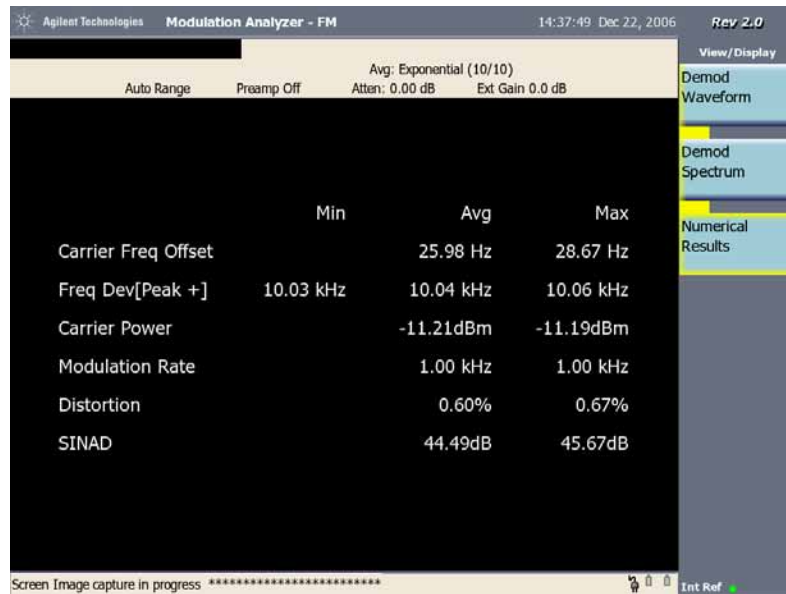 Agilent Technologies Modulation Analyzer - FM 14:37:49 Dec 22, 2006 Rev 2.0
View/Display
Avg: Exponential (10/10)
Auto Range Preamp Off Atten: 0.00 dB Ext Gain 0.0 dB
Demod
Waveform
Demod
Spectrum
Numerical
Results
Min Avg Max
Carrier Freq Offset 25.98 Hz 28.67 Hz
Freq Dev[Peak +] 10.03 kHz 10.04 kHz 10.06 kHz
Carrier Power -11.21dBm -11.19dBm
Modulation Rate 1.00 kHz 1.00 kHz
Distortion 0.60% 0.67%
SINAD 44.49dB 45.67dB
Screen Image capture in progress *************************
Int Ref